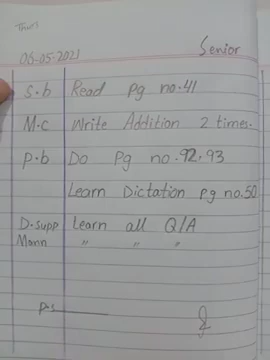 Thurs
06-05-2021 Senior
S.b Read pg no.41
M.c Write Addition 2 times.
P.b Do pg no.92,93
Learn Dictation pg no.50
D.supp Learn all Q/A
Mann " " "
P.s